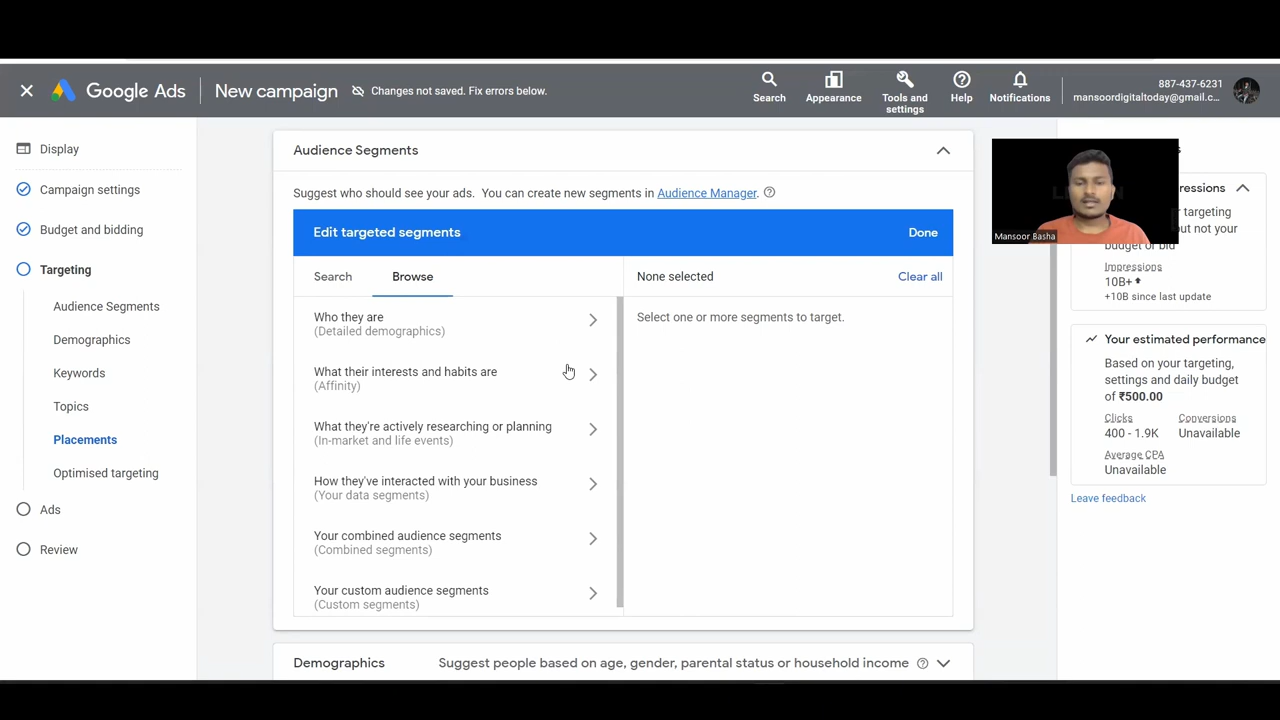 Google Ads
New campaign
Changes not saved. Fix errors below.
Search
Appearance
Tools and
settings
Help
Notifications
887-437-6231
mansoordigitaltoday@gmail.c...
Display
Campaign settings
Budget and bidding
Targeting
Audience Segments
Demographics
Keywords
Topics
Placements
Optimised targeting
Ads
Review
Audience Segments
Suggest who should see your ads. You can create new segments in Audience Manager.
Edit targeted segments
Done
Search
Browse
None selected
Clear all
Who they are
(Detailed demographics)
Select one or more segments to target.
What their interests and habits are
(Affinity)
What they're actively researching or planning
(In-market and life events)
How they've interacted with your business
(Your data segments)
Your combined audience segments
(Combined segments)
Your custom audience segments
(Custom segments)
Demographics
Suggest people based on age, gender, parental status or household income
Mansoor Basha
targeting
but not your
budget or bid
Impressions
10B+
+10B since last update
Your estimated performance
Based on your targeting,
settings and daily budget
of ₹500.00
Clicks
Conversions
400 - 1.9K
Unavailable
Average CPA
Unavailable
Leave feedback